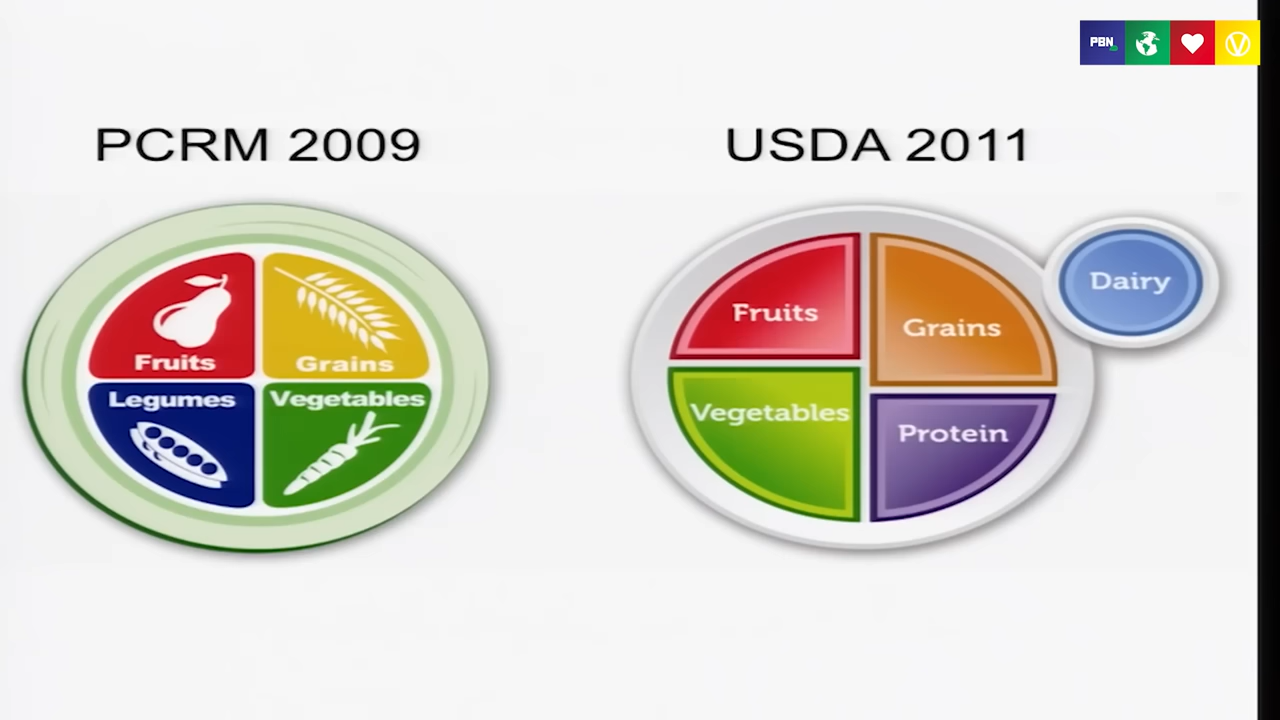 PBN
PCRM 2009
USDA 2011
Fruits
Grains
Legumes
Vegetables
Fruits
Grains
Dairy
Vegetables
Protein